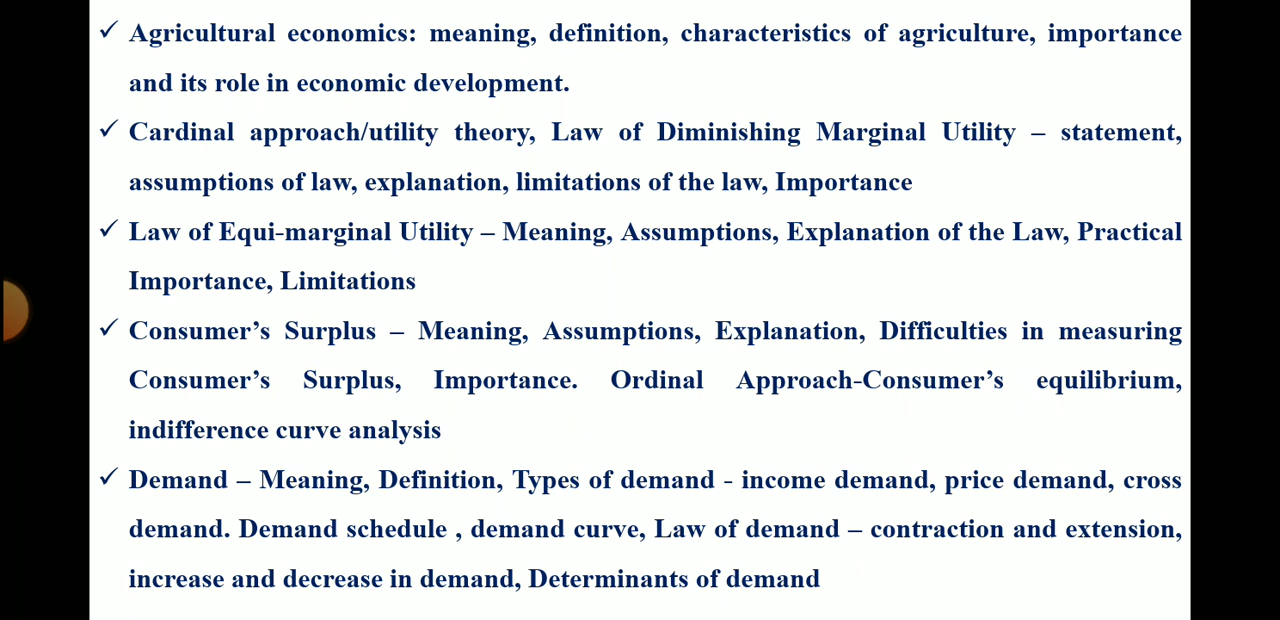 ✓ Agricultural economics: meaning, definition, characteristics of agriculture, importance
and its role in economic development.
✓ Cardinal approach/utility theory, Law of Diminishing Marginal Utility – statement,
assumptions of law, explanation, limitations of the law, Importance
✓ Law of Equi-marginal Utility – Meaning, Assumptions, Explanation of the Law, Practical
Importance, Limitations
✓ Consumer’s Surplus – Meaning, Assumptions, Explanation, Difficulties in measuring
Consumer’s Surplus, Importance. Ordinal Approach-Consumer’s equilibrium,
indifference curve analysis
✓ Demand – Meaning, Definition, Types of demand - income demand, price demand, cross
demand. Demand schedule , demand curve, Law of demand – contraction and extension,
increase and decrease in demand, Determinants of demand